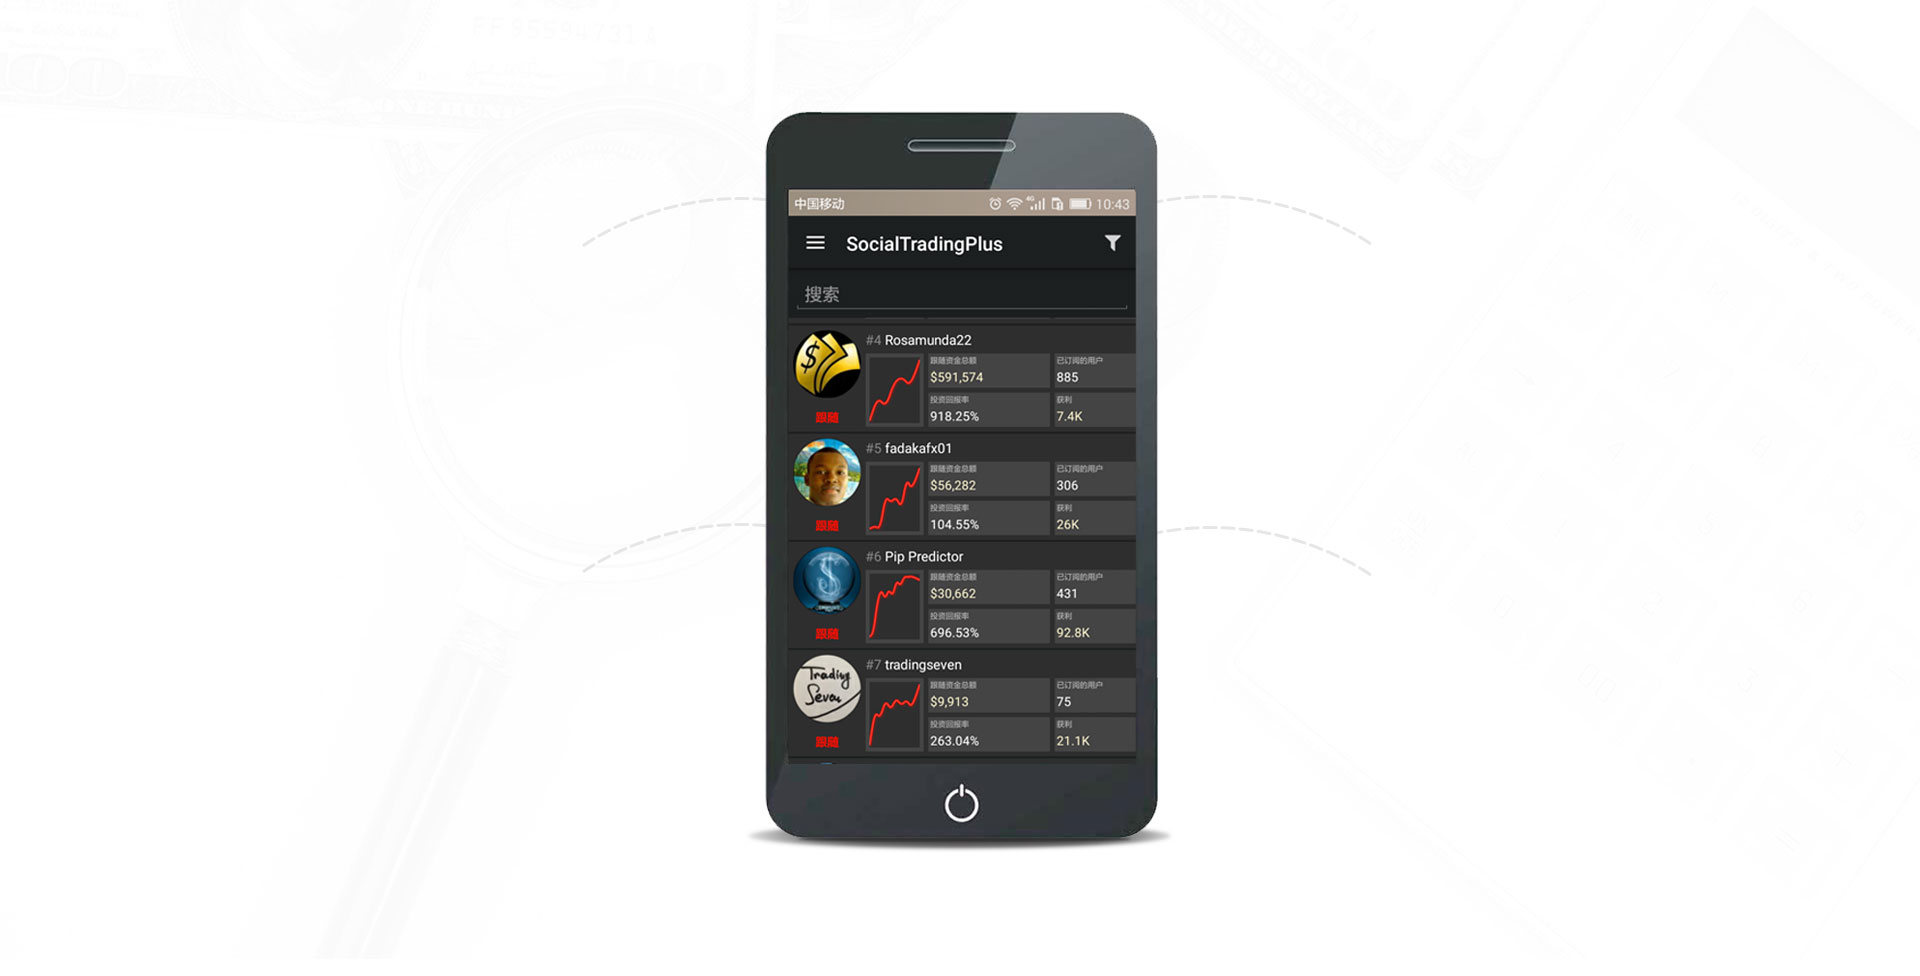 FF95594721A
中国移动
4G
10:43
SocialTradingPlus
搜索
#4 Rosamunda22
跟随资金总额
$591,574
已订阅的用户
885
投资回报率
918.25%
获利
7.4K
跟随
#5 fadakafx01
跟随资金总额
$56,282
已订阅的用户
306
投资回报率
104.55%
获利
26K
跟随
#6 Pip Predictor
跟随资金总额
$30,662
已订阅的用户
431
投资回报率
696.53%
获利
92.8K
跟随
#7 tradingseven
Trading
Seven
跟随资金总额
$9,913
已订阅的用户
75
投资回报率
263.04%
获利
21.1K
跟随